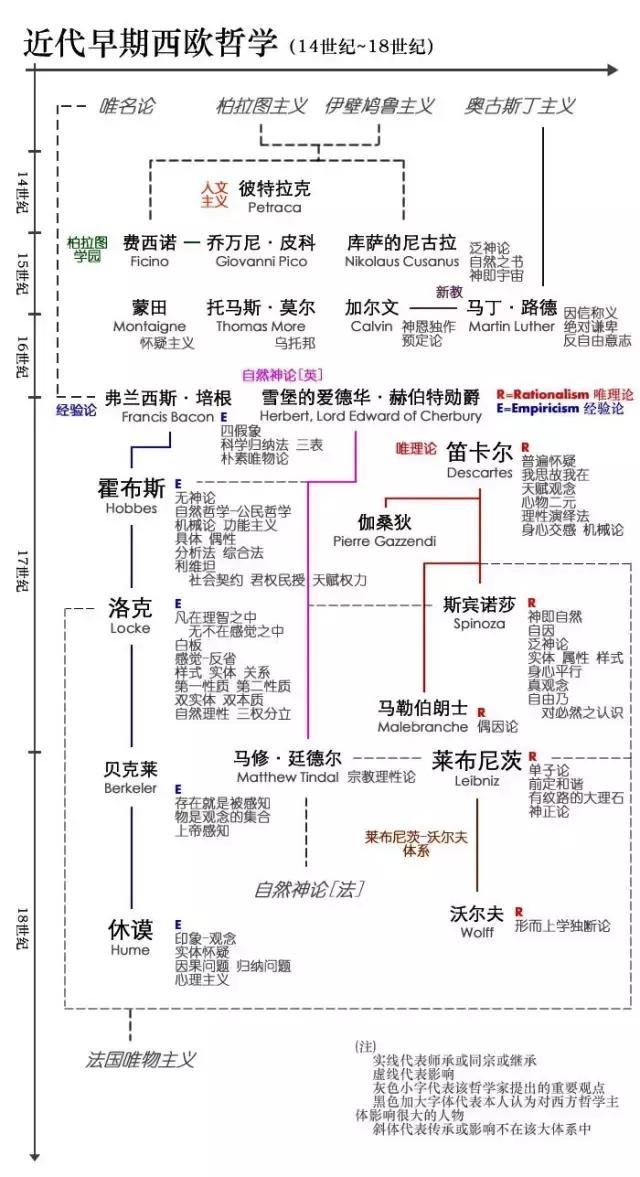 近代早期西欧哲学 (14世纪~18世纪)
唯名论 柏拉图主义 伊壁鸠鲁主义 奥古斯丁主义
14世纪
人文
主义
彼特拉克
Petraca
15世纪
柏拉图
学园
费西诺
Ficino
乔万尼·皮科
Giovanni Pico
库萨的尼古拉
Nikolaus Cusanus
泛神论
自然之书
神即宇宙
16世纪
蒙田
Montaigne
怀疑主义
托马斯·莫尔
Thomas More
乌托邦
加尔文
Calvin
神恩独作
预定论
新教
马丁·路德
Martin Luther
因信称义
绝对谦卑
反自由意志
自然神论[英]
经验论
弗兰西斯·培根
Francis Bacon
E
四假象
科学归纳法 三表
朴素唯物论
雪堡的爱德华·赫伯特勋爵
Herbert, Lord Edward of Cherbury
R=Rationalism 唯理论
E=Empiricism 经验论
17世纪
唯理论
笛卡尔
Descartes
R
普遍怀疑
我思故我在
天赋观念
心物二元
理性演绎法
身心交感 机械论
霍布斯
Hobbes
E
无神论
自然哲学-公民哲学
机械论 功能主义
具体 偶性
分析法 综合法
利维坦
社会契约 君权民授 天赋权力
伽桑狄
Pierre Gazzendi
洛克
Locke
E
凡在理智之中
无不在感觉之中
白板
感觉-反省
样式 实体 关系
第一性质 第二性质
双实体 双本质
自然理性 三权分立
斯宾诺莎
Spinoza
R
神即自然
自因
泛神论
实体 属性 样式
身心平行
真观念
自由乃
对必然之认识
马勒伯朗士
Malebranche
R
偶因论
18世纪
贝克莱
Berkeler
E
存在就是被感知
物是观念的集合
上帝感知
马修·廷德尔
Matthew Tindal
宗教理性论
莱布尼茨
Leibniz
R
单子论
前定和谐
有纹路的大理石
神正论
莱布尼茨-沃尔夫
体系
自然神论[法]
休谟
Hume
E
印象-观念
实体怀疑
因果问题 归纳问题
心理主义
沃尔夫
Wolff
R
形而上学独断论
法国唯物主义
(注)
实线代表师承或同宗或继承
虚线代表影响
灰色小字代表该哲学家提出的重要观点
黑色加大字体代表本人认为对西方哲学主
体影响很大的人物
斜体代表传承或影响不在该大体系中